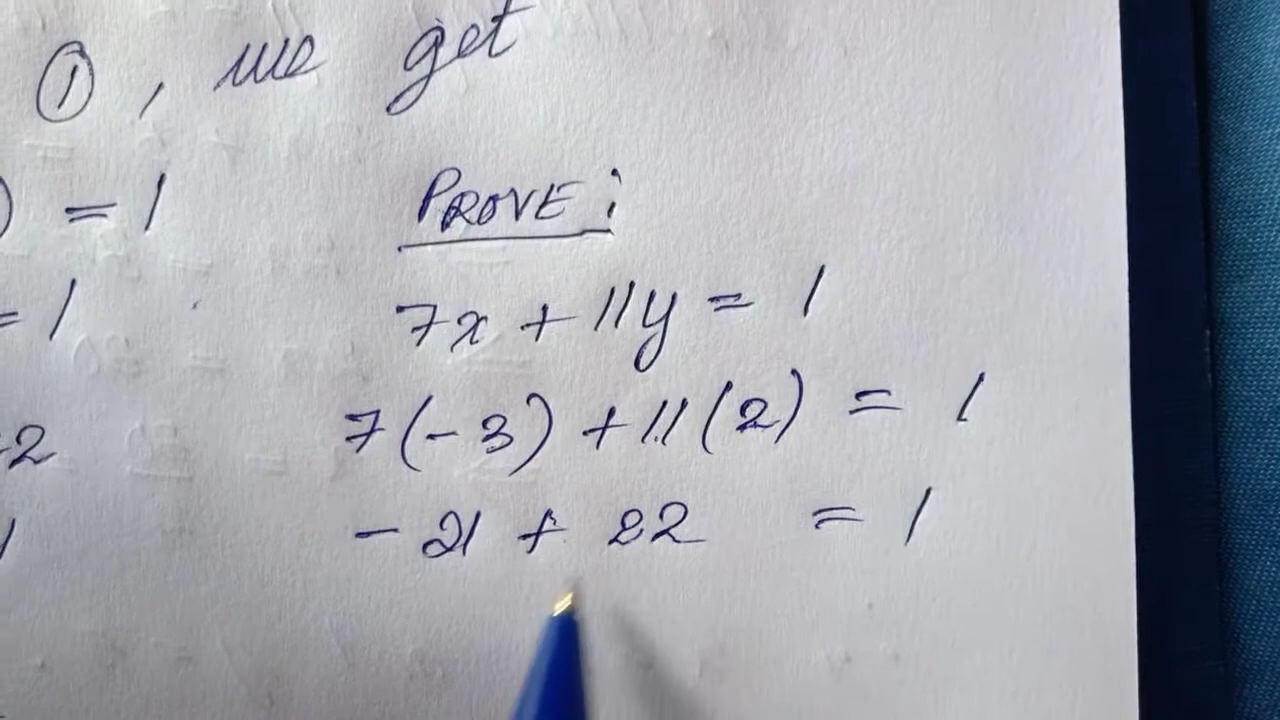 ①, we get
) = 1
PROVE:
= 1
7x + 11y = 1
-2
7(-3) + 11(2) = 1
-21 + 22 = 1